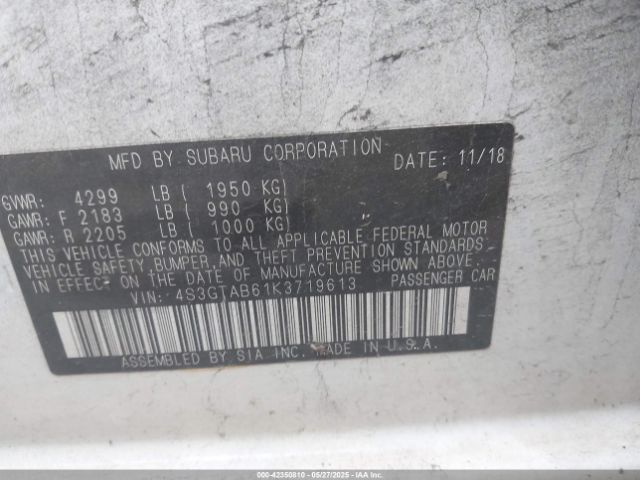 MFD BY SUBARU CORPORATION DATE: 11/18
GVWR: 4299 LB ( 1950 KG)
GAWR: F 2183 LB ( 990 KG)
GAWR: R 2205 LB ( 1000 KG)
THIS VEHICLE CONFORMS TO ALL APPLICABLE FEDERAL MOTOR
VEHICLE SAFETY, BUMPER, AND THEFT PREVENTION STANDARDS
IN EFFECT ON THE DATE OF MANUFACTURE SHOWN ABOVE.
VIN: 4S3GTAB61K3719613 PASSENGER CAR
ASSEMBLED BY SIA INC. MADE IN U.S.A.
000-42350810 - 05/27/2025 - IAA Inc.